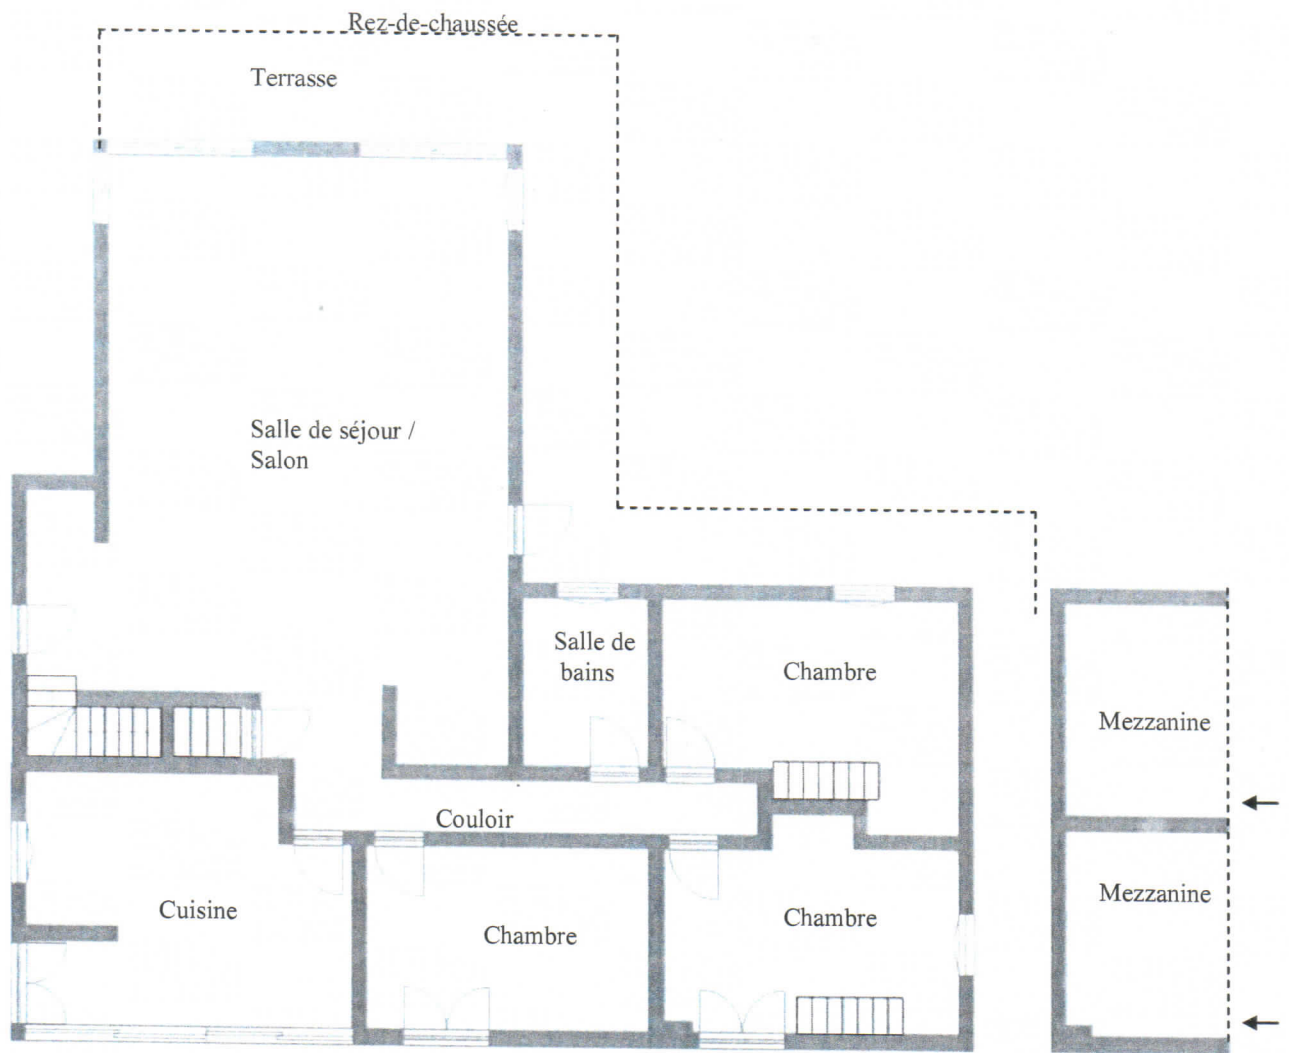 Rez-de-chaussée
Terrasse
Salle de séjour /
Salon
Salle de
bains
Chambre
Mezzanine
Couloir
Cuisine
Chambre
Chambre
Mezzanine